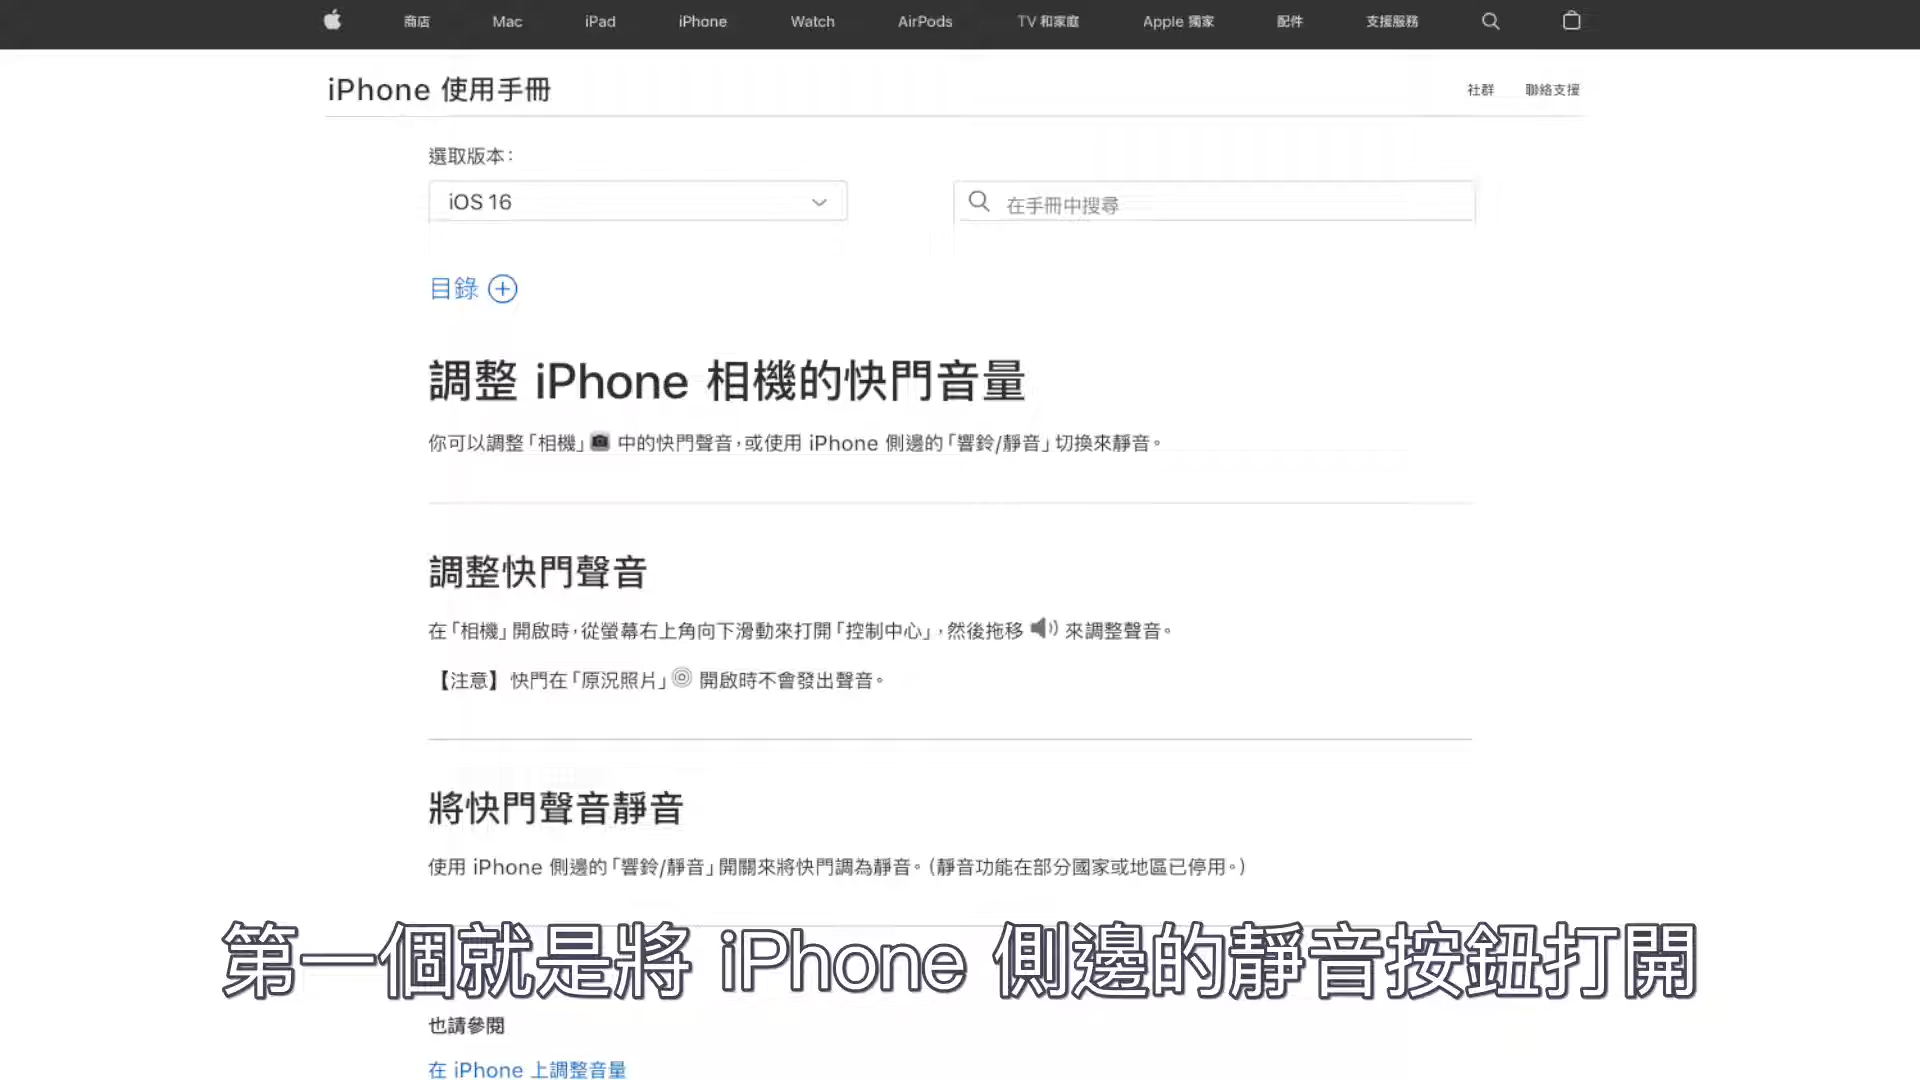 商店 Mac iPad iPhone Watch AirPods TV 和家庭 Apple 獨家 配件 支援服務
iPhone 使用手冊 社群 聯絡支援
選取版本：
iOS 16 在手冊中搜尋
目錄
調整 iPhone 相機的快門音量
你可以調整「相機」 中的快門聲音，或使用 iPhone 側邊的「響鈴/靜音」切換來靜音。
調整快門聲音
在「相機」開啟時，從螢幕右上角向下滑動來打開「控制中心」，然後拖移 來調整聲音。
【注意】快門在「原況照片」 開啟時不會發出聲音。
將快門聲音靜音
使用 iPhone 側邊的「響鈴/靜音」開關來將快門調為靜音。（靜音功能在部分國家或地區已停用。）
第一個就是將 iPhone 側邊的靜音按鈕打開
也請參閱
在 iPhone 上調整音量